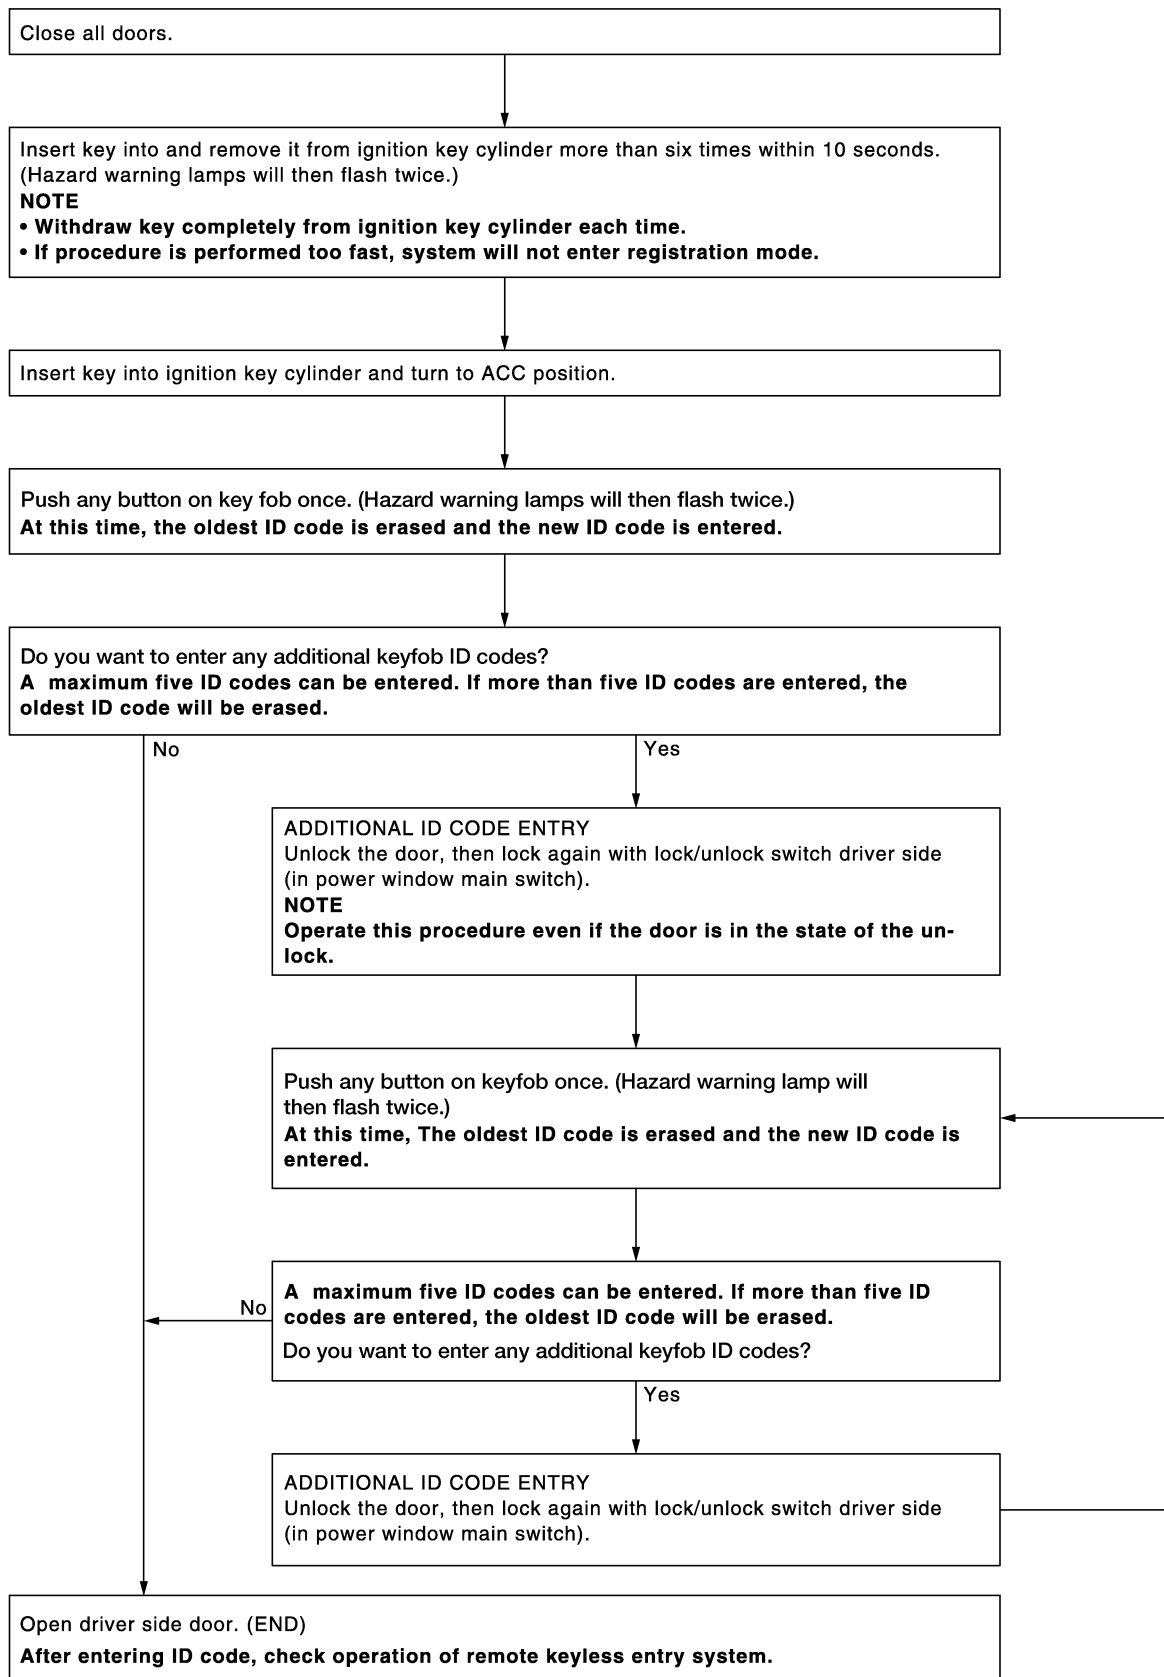 Close all doors.
Insert key into and remove it from ignition key cylinder more than six times within 10 seconds.
(Hazard warning lamps will then flash twice.)
NOTE
• Withdraw key completely from ignition key cylinder each time.
• If procedure is performed too fast, system will not enter registration mode.
Insert key into ignition key cylinder and turn to ACC position.
Push any button on key fob once. (Hazard warning lamps will then flash twice.)
At this time, the oldest ID code is erased and the new ID code is entered.
Do you want to enter any additional keyfob ID codes?
A  maximum five ID codes can be entered. If more than five ID codes are entered, the
oldest ID code will be erased.
No
Yes
ADDITIONAL ID CODE ENTRY
Unlock the door, then lock again with lock/unlock switch driver side
(in power window main switch).
NOTE
Operate this procedure even if the door is in the state of the un-
lock.
Push any button on keyfob once. (Hazard warning lamp will
then flash twice.)
At this time, The oldest ID code is erased and the new ID code is
entered.
No
A  maximum five ID codes can be entered. If more than five ID
codes are entered, the oldest ID code will be erased.
Do you want to enter any additional keyfob ID codes?
Yes
ADDITIONAL ID CODE ENTRY
Unlock the door, then lock again with lock/unlock switch driver side
(in power window main switch).
Open driver side door. (END)
After entering ID code, check operation of remote keyless entry system.